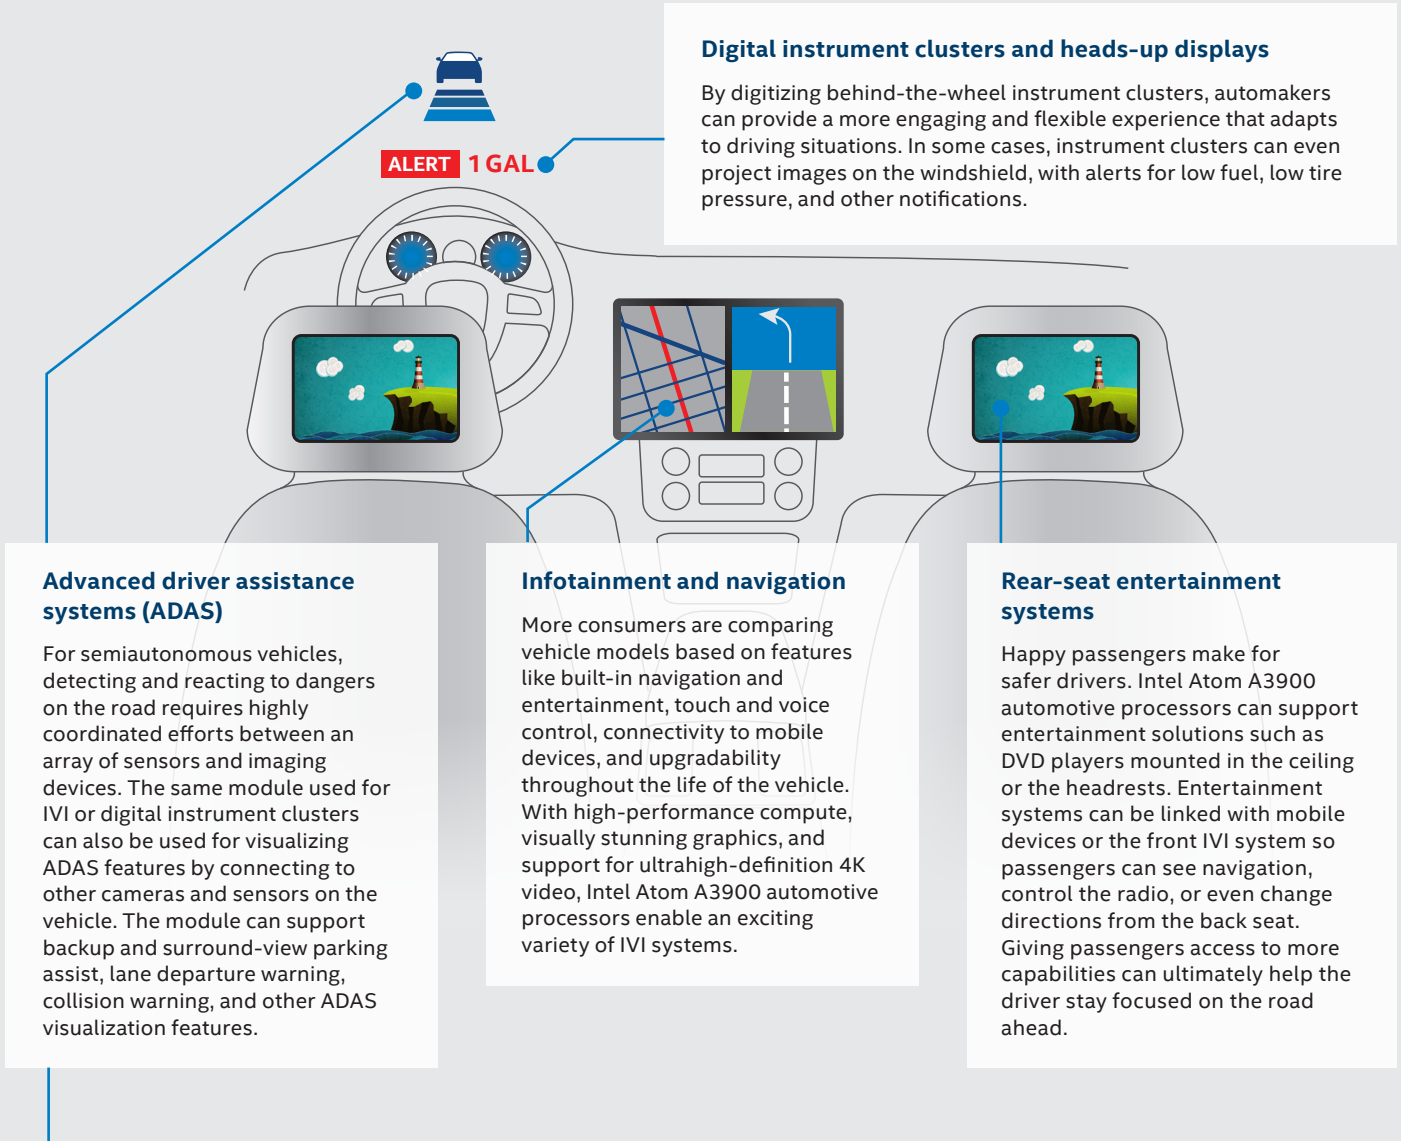 Digital instrument clusters and heads-up displays
By digitizing behind-the-wheel instrument clusters, automakers
can provide a more engaging and flexible experience that adapts
to driving situations. In some cases, instrument clusters can even
project images on the windshield, with alerts for low fuel, low tire
pressure, and other notifications.
ALERT 1 GAL
Advanced driver assistance
systems (ADAS)
For semiautonomous vehicles,
detecting and reacting to dangers
on the road requires highly
coordinated efforts between an
array of sensors and imaging
devices. The same module used for
IVI or digital instrument clusters
can also be used for visualizing
ADAS features by connecting to
other cameras and sensors on the
vehicle. The module can support
backup and surround-view parking
assist, lane departure warning,
collision warning, and other ADAS
visualization features.
Infotainment and navigation
More consumers are comparing
vehicle models based on features
like built-in navigation and
entertainment, touch and voice
control, connectivity to mobile
devices, and upgradability
throughout the life of the vehicle.
With high-performance compute,
visually stunning graphics, and
support for ultrahigh-definition 4K
video, Intel Atom A3900 automotive
processors enable an exciting
variety of IVI systems.
Rear-seat entertainment
systems
Happy passengers make for
safer drivers. Intel Atom A3900
automotive processors can support
entertainment solutions such as
DVD players mounted in the ceiling
or the headrests. Entertainment
systems can be linked with mobile
devices or the front IVI system so
passengers can see navigation,
control the radio, or even change
directions from the back seat.
Giving passengers access to more
capabilities can ultimately help the
driver stay focused on the road
ahead.